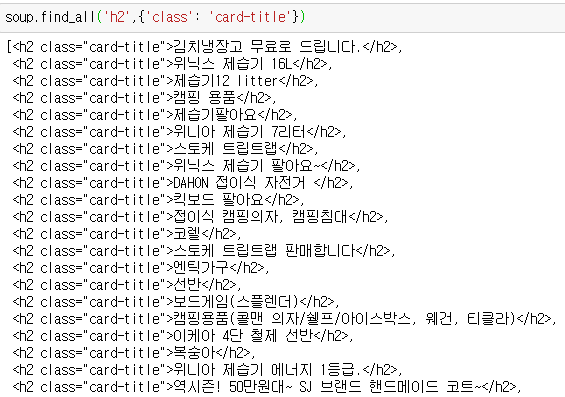 soup.find_all('h2',{'class': 'card-title'})
[<h2 class="card-title">김치냉장고 무료로 드립니다.</h2>,
<h2 class="card-title">위닉스 제습기 16L</h2>,
<h2 class="card-title">제습기12 litter</h2>,
<h2 class="card-title">캠핑 용품</h2>,
<h2 class="card-title">제습기팔아요</h2>,
<h2 class="card-title">위니아 제습기 7리터</h2>,
<h2 class="card-title">스토케 트립트랩</h2>,
<h2 class="card-title">위닉스 제습기 팔아요~</h2>,
<h2 class="card-title">DAHON 접이식 자전거 </h2>,
<h2 class="card-title">킥보드 팔아요</h2>,
<h2 class="card-title">접이식 캠핑의자, 캠핑침대</h2>,
<h2 class="card-title">코렐</h2>,
<h2 class="card-title">스토케 트립트랩 판매합니다</h2>,
<h2 class="card-title">엔틱가구</h2>,
<h2 class="card-title">선반</h2>,
<h2 class="card-title">보드게임(스플렌더)</h2>,
<h2 class="card-title">캠핑용품(콜맨 의자/쉘프/아이스박스, 웨건, 티클라)</h2>,
<h2 class="card-title">이케아 4단 철제 선반</h2>,
<h2 class="card-title">복숭아</h2>,
<h2 class="card-title">위니아 제습기 에너지 1등급.</h2>,
<h2 class="card-title">역시즌! 50만원대~ SJ 브랜드 핸드메이드 코트~</h2>,